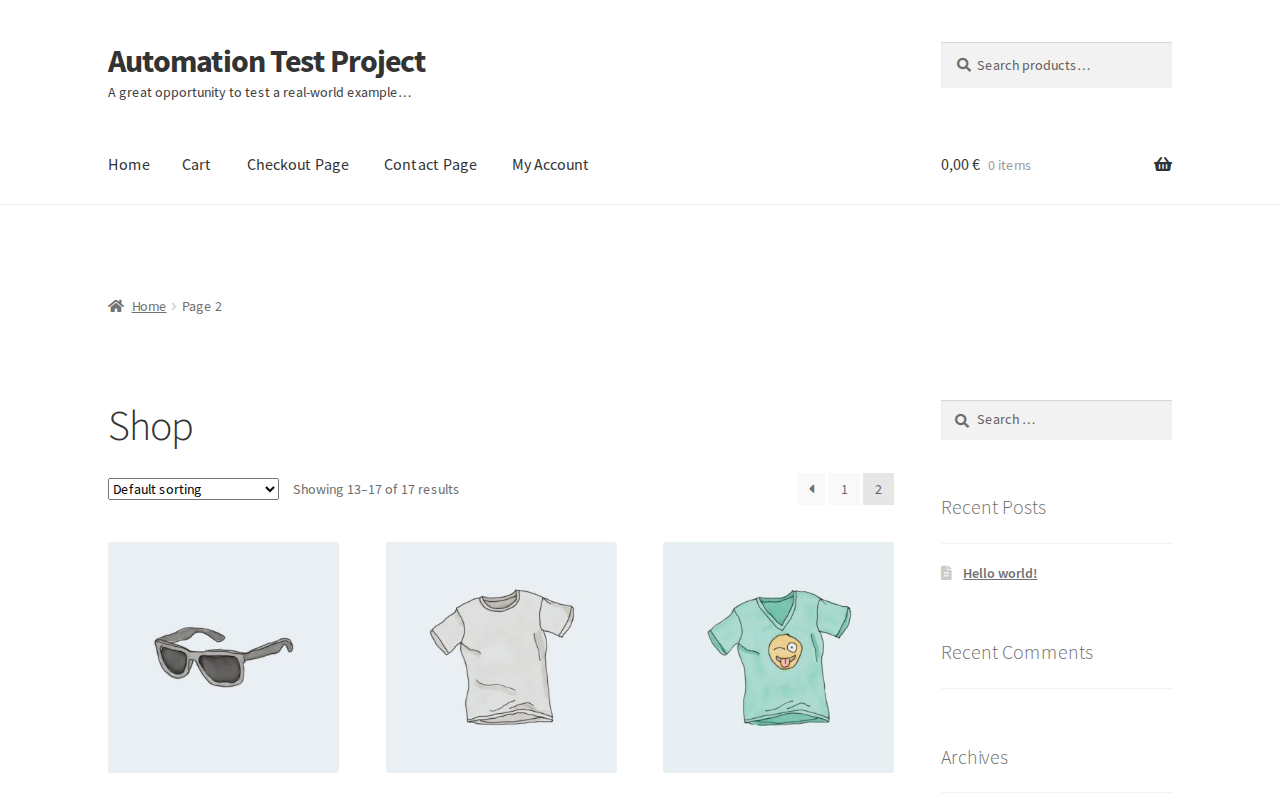 Automation Test Project
A great opportunity to test a real-world example…
Search products…
Home Cart Checkout Page Contact Page My Account
0,00 € 0 items
Home Page 2
Shop
Default sorting Showing 13–17 of 17 results
1 2
Search …
Recent Posts
Hello world!
Recent Comments
Archives